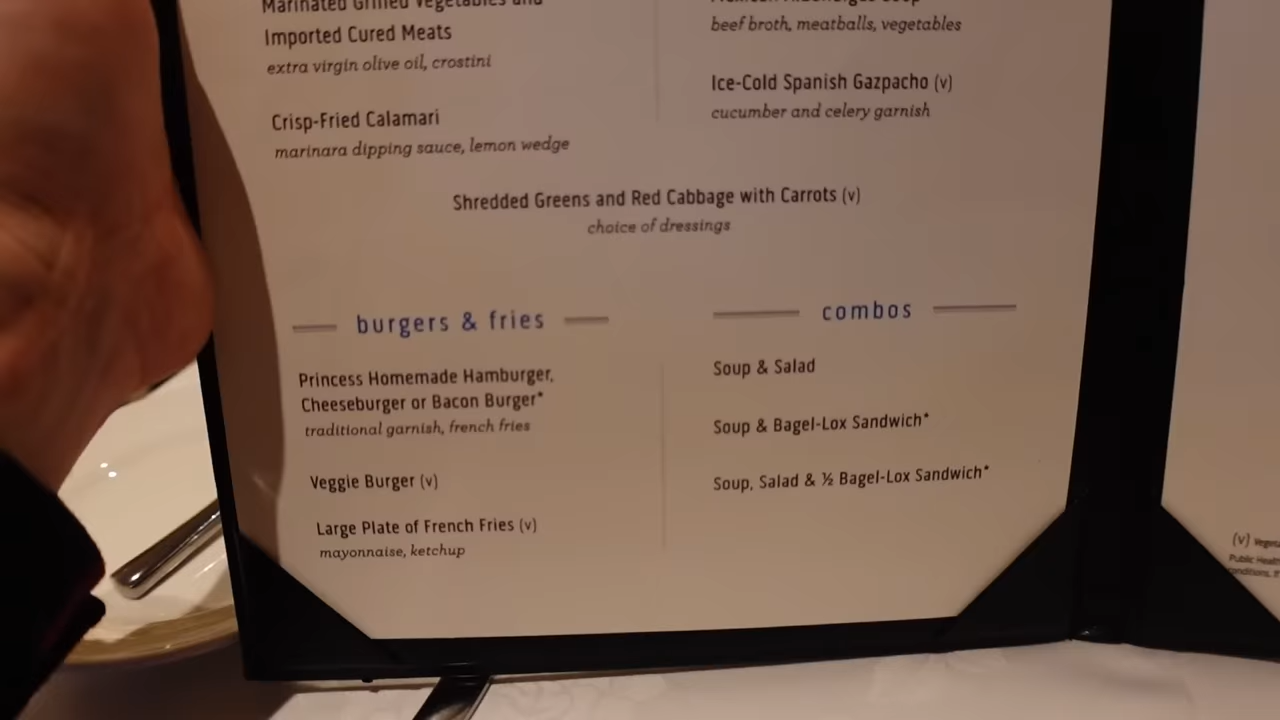 Marinated Grilled Vegetables and
Imported Cured Meats
extra virgin olive oil, crostini
Crisp-Fried Calamari
marinara dipping sauce, lemon wedge
beef broth, meatballs, vegetables
Ice-Cold Spanish Gazpacho (v)
cucumber and celery garnish
Shredded Greens and Red Cabbage with Carrots (v)
choice of dressings
burgers & fries
Princess Homemade Hamburger,
Cheeseburger or Bacon Burger*
traditional garnish, french fries
Veggie Burger (v)
Large Plate of French Fries (v)
mayonnaise, ketchup
combos
Soup & Salad
Soup & Bagel-Lox Sandwich*
Soup, Salad & ½ Bagel-Lox Sandwich*
(v)
Public